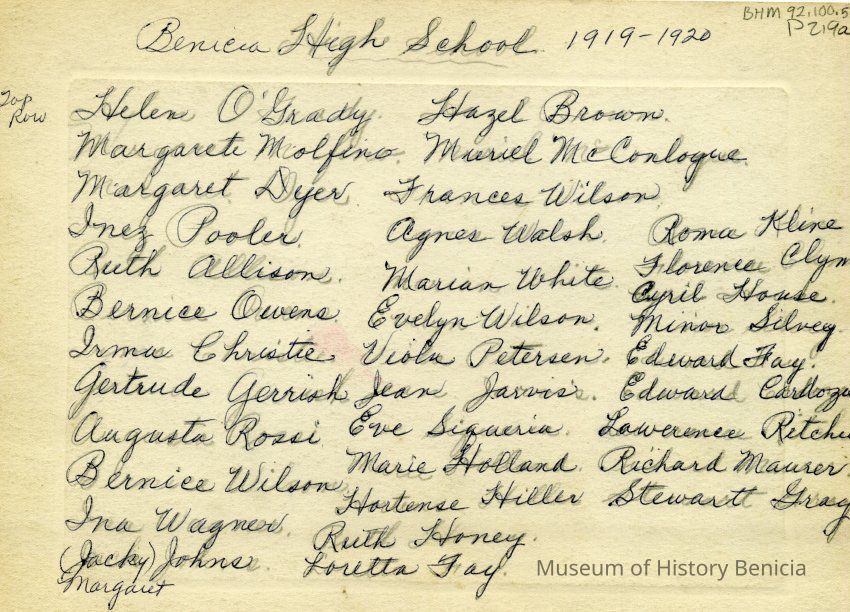 BHM 92.100.5
P219a
Benicia High School 1919-1920
Top Row
Helen O'Grady. Hazel Brown.
Margarete Molfino. Muriel McConlogue.
Margaret Dyer. Frances Wilson.
Inez Pooler. Agnes Walsh. Roma Kline
Ruth Allison. Marian White. Florence Clym
Bernice Owens Evelyn Wilson. Cyril House.
Irma Christie. Viola Petersen. Minor Silvey.
Gertrude Gerrish Jean Jarvis. Edward Fay.
Augusta Rossi Eve Siqueria. Edward Cardoza
Bernice Wilson Marie Holland. Lawerence Ritchi
Ina Wagner. Hortense Hiller Richard Maurer.
(Jacky) Johns. Ruth Honey. Stewartt Gray
Margaret Loretta Fay.
Museum of History Benicia